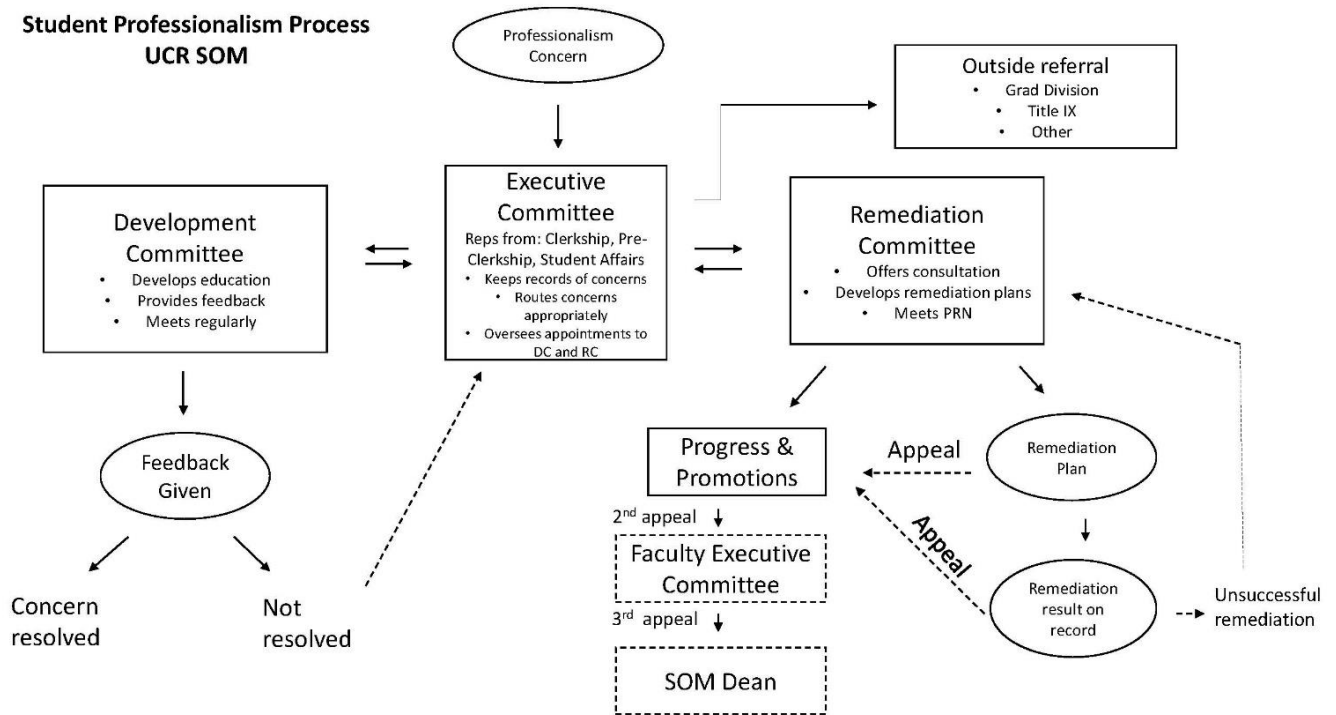 Student Professionalism Process
UCR SOM
Professionalism
Concern
Outside referral
• Grad Division
• Title IX
• Other
Development
Committee
• Develops education
• Provides feedback
• Meets regularly
Executive
Committee
Reps from: Clerkship, Pre-
Clerkship, Student Affairs
• Keeps records of concerns
• Routes concerns
appropriately
• Oversees appointments to
DC and RC
Remediation
Committee
• Offers consultation
• Develops remediation plans
• Meets PRN
Feedback
Given
Concern
resolved
Not
resolved
Progress &
Promotions
Appeal
Remediation
Plan
2nd appeal
Faculty Executive
Committee
Appeal
Remediation
result on
record
Unsuccessful
remediation
3rd appeal
SOM Dean